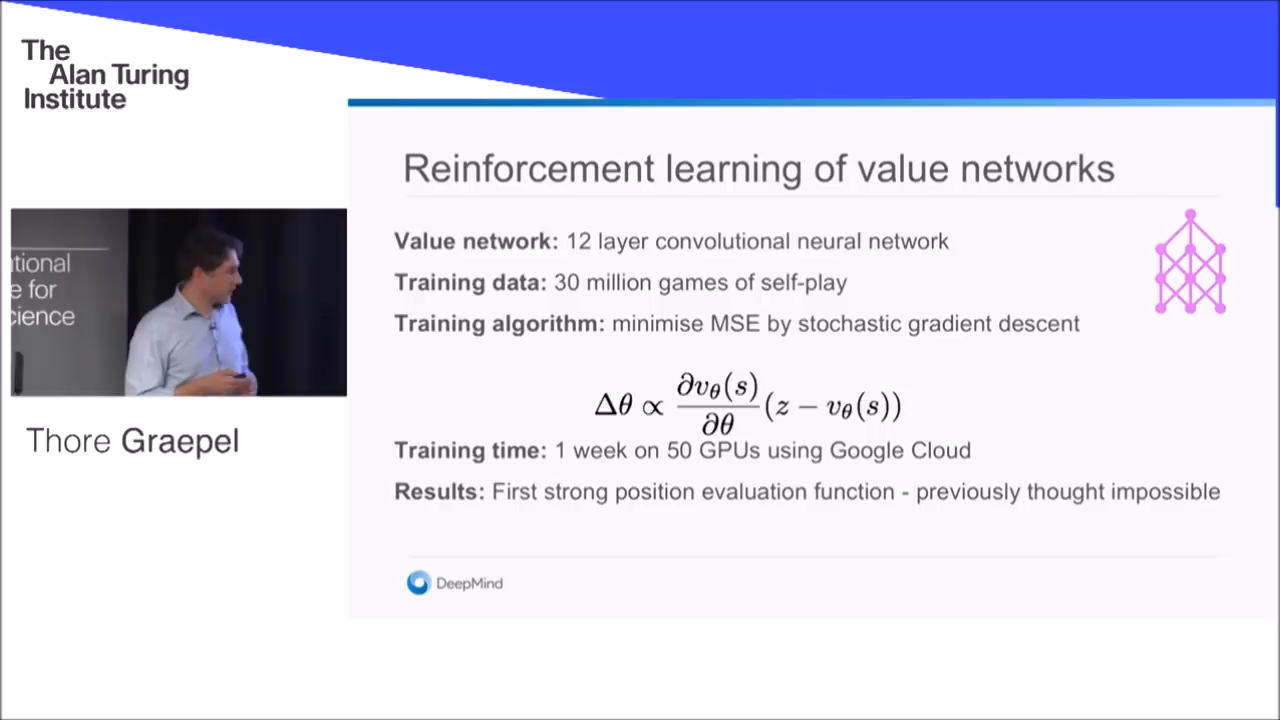 The
Alan Turing
Institute
Reinforcement learning of value networks
Value network: 12 layer convolutional neural network
Training data: 30 million games of self-play
Training algorithm: minimise MSE by stochastic gradient descent
Δθ ∝ ∂v_θ(s)/∂θ (z − v_θ(s))
Training time: 1 week on 50 GPUs using Google Cloud
Results: First strong position evaluation function - previously thought impossible
DeepMind
tional
e for
cience
Thore Graepel